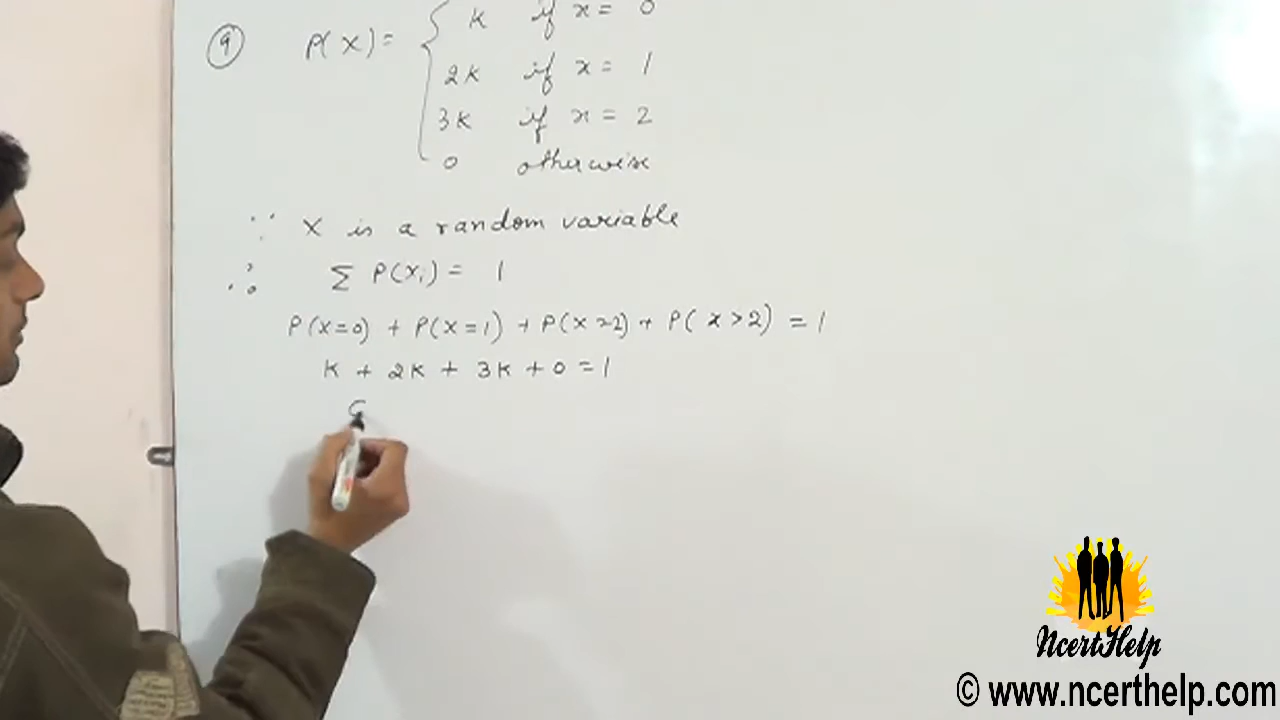 9 P(X) = { k if x = 0
2k if x = 1
3k if x = 2
0 otherwise
∵ X is a random variable
∴ Σ P(xi) = 1
P(X=0) + P(X=1) + P(X=2) + P(X>2) = 1
k + 2k + 3k + 0 = 1
NcertHelp
© www.ncerthelp.com